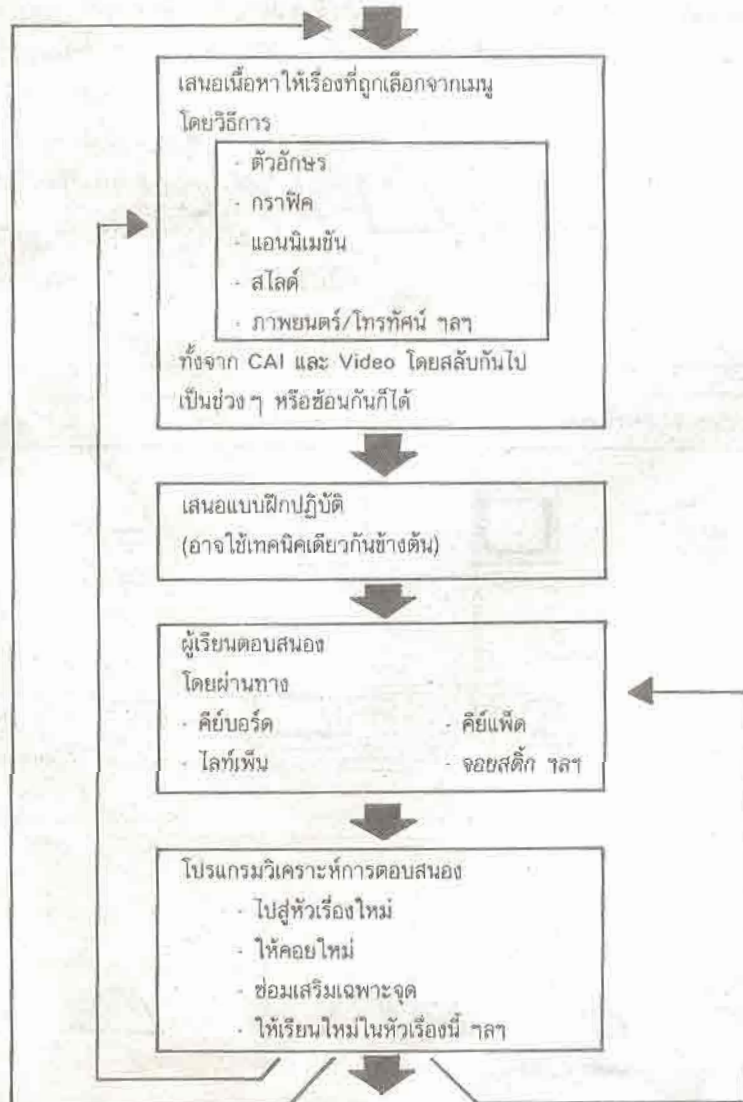 เสนอเนื้อหาให้เรื่องที่ถูกเลือกจากเมนู
โดยวิธีการ
- ตัวอักษร
- กราฟิค
- แอนนิเมชัน
- สไลด์
- ภาพยนตร์/โทรทัศน์ ฯลฯ
ทั้งจาก CAI และ Video โดยสลับกันไป
เป็นช่วง ๆ หรือซ้อนกันก็ได้
เสนอแบบฝึกปฏิบัติ
(อาจใช้เทคนิคเดียวกันข้างต้น)
ผู้เรียนตอบสนอง
โดยผ่านทาง
- คีย์บอร์ด - คีย์แพ็ด
- ไลท์เพ็น - จอยสติ๊ก ฯลฯ
โปรแกรมวิเคราะห์การตอบสนอง
- ไปสู่หัวเรื่องใหม่
- ให้คอยใหม่
- ซ่อมเสริมเฉพาะจุด
- ให้เรียนใหม่ในหัวเรื่องนี้ ฯลฯ